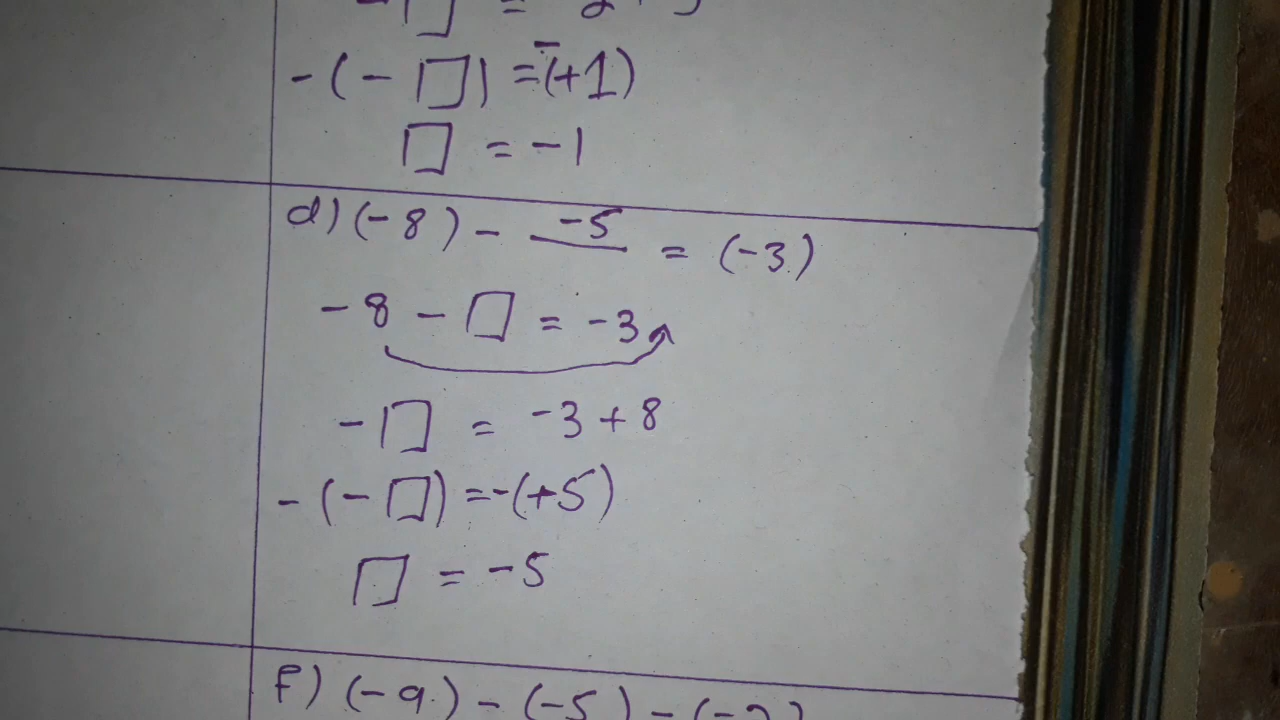 -(-□) = -(+1)
□ = -1
d) (-8) - -5 = (-3)
-8 - □ = -3
-□ = -3 + 8
-(-□) = -(+5)
□ = -5
f) (-9) - (-5) - (-